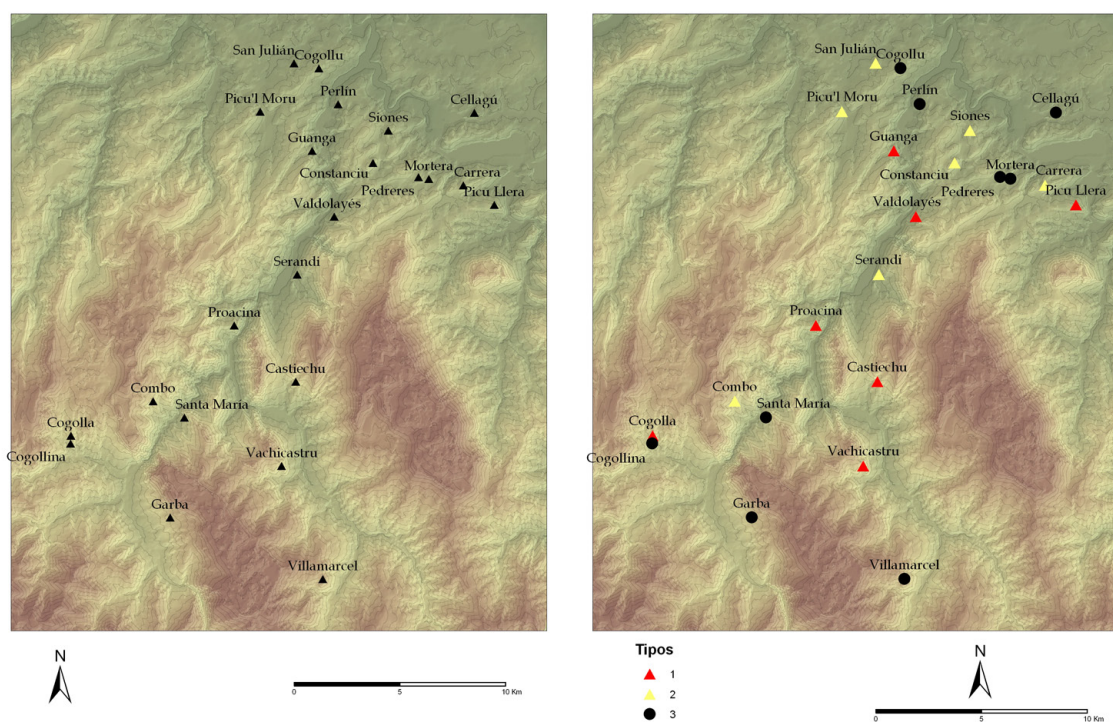 San Julián
Cogollu
Picu'l Moru
Perlín
Cellagú
Siones
Guanga
Constanciu
Mortera
Carrera
Pedreres
Picu Llera
Valdolayés
Serandi
Proacina
Castiechu
Combo
Santa María
Cogolla
Cogollina
Vachicastru
Garba
Villamarcel
N
0 5 10 Km
San Julián
Cogollu
Picu'l Moru
Perlín
Cellagú
Siones
Guanga
Constanciu
Mortera
Carrera
Pedreres
Picu Llera
Valdolayés
Serandi
Proacina
Castiechu
Combo
Santa María
Cogolla
Cogollina
Vachicastru
Garba
Villamarcel
Tipos
1
2
3
N
0 5 10 Km